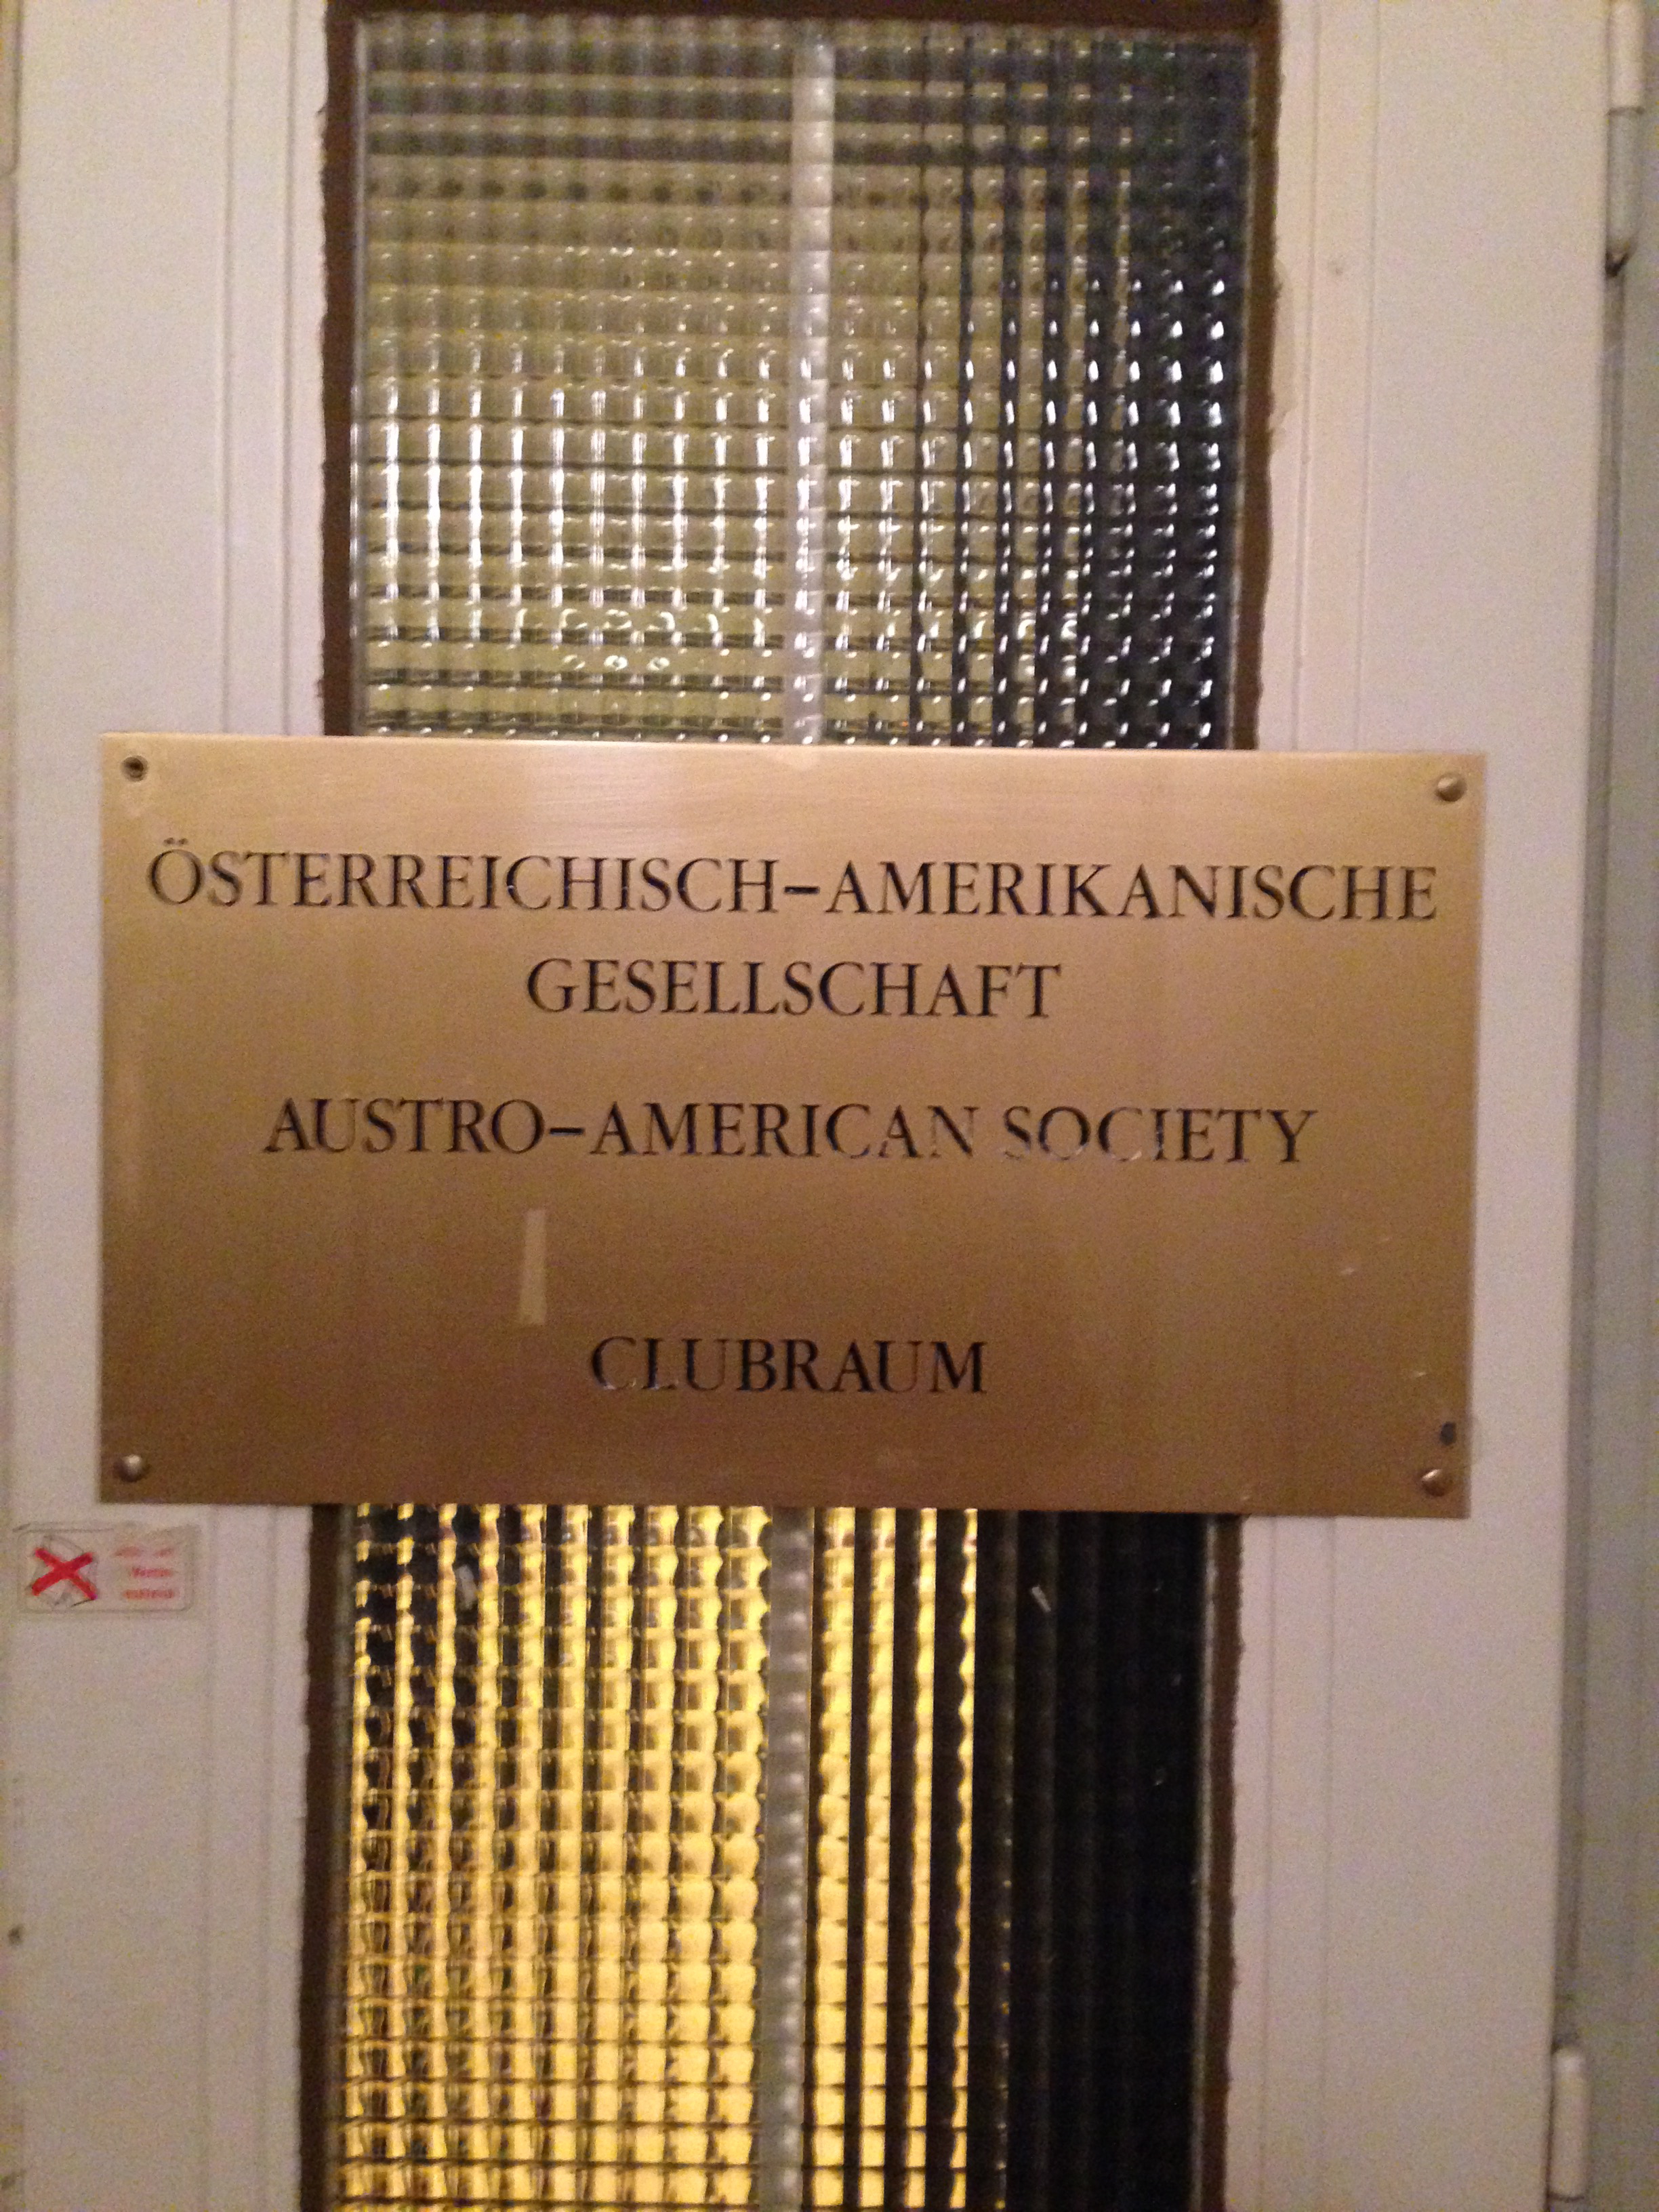 ÖSTERREICHISCH–AMERIKANISCHE
GESELLSCHAFT
AUSTRO–AMERICAN SOCIETY
CLUBRAUM